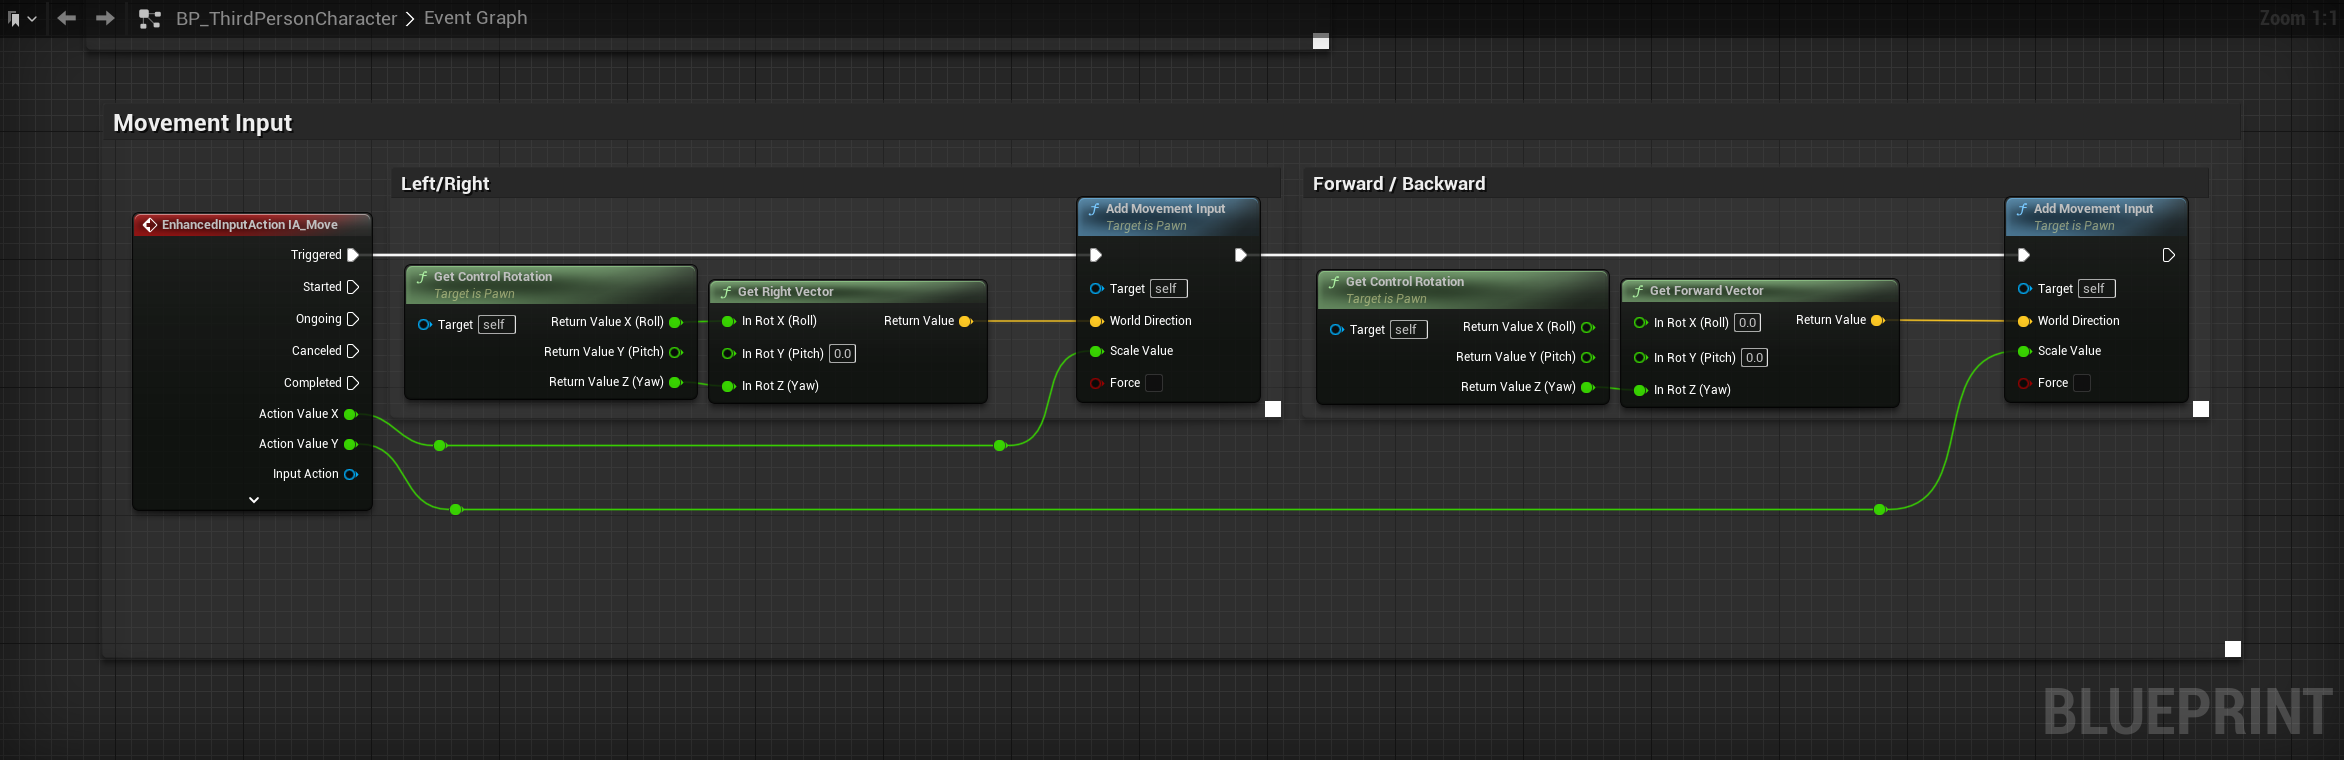 BP_ThirdPersonCharacter > Event Graph
Zoom 1:1
Movement Input
Left/Right
Forward / Backward
EnhancedInputAction IA_Move
Triggered
Started
Ongoing
Canceled
Completed
Action Value X
Action Value Y
Input Action
Get Control Rotation
Target is Pawn
Target self
Return Value X (Roll)
Return Value Y (Pitch)
Return Value Z (Yaw)
Get Right Vector
In Rot X (Roll)
Return Value
In Rot Y (Pitch) 0.0
In Rot Z (Yaw)
Add Movement Input
Target is Pawn
Target self
World Direction
Scale Value
Force
Get Control Rotation
Target is Pawn
Target self
Return Value X (Roll)
Return Value Y (Pitch)
Return Value Z (Yaw)
Get Forward Vector
In Rot X (Roll) 0.0
Return Value
In Rot Y (Pitch) 0.0
In Rot Z (Yaw)
Add Movement Input
Target is Pawn
Target self
World Direction
Scale Value
Force
BLUEPRINT